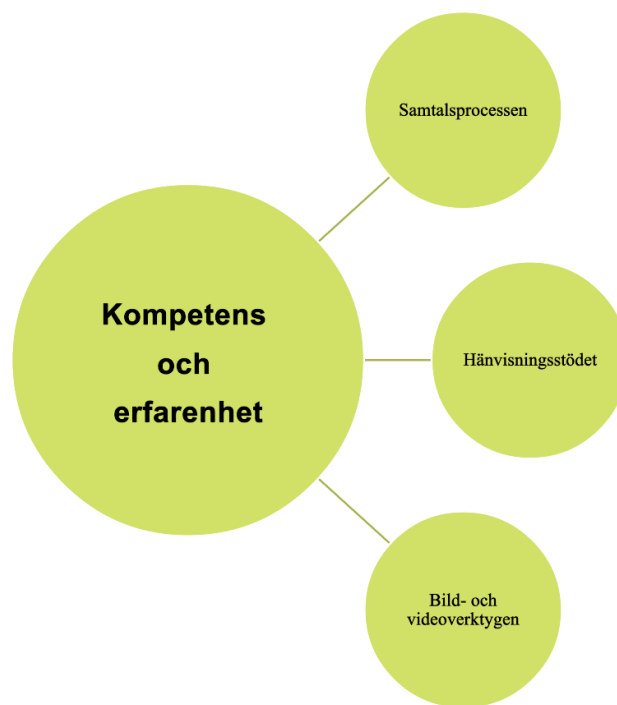 Samtalsprocessen
Kompetens
och
erfarenhet
Hänvisningsstödet
Bild- och
videoverktygen